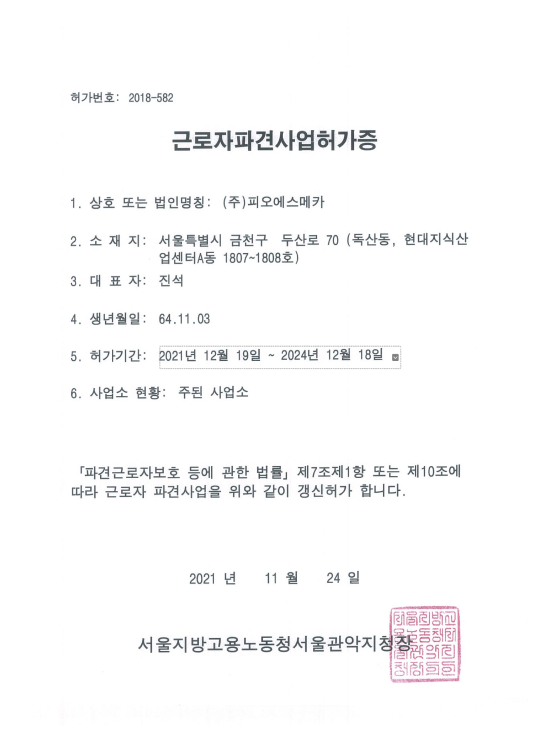 허가번호: 2018-582
근로자파견사업허가증
1. 상호 또는 법인명칭: (주)피오에스메카
2. 소 재 지: 서울특별시 금천구 두산로 70 (독산동, 현대지식산
업센터A동 1807~1808호)
3. 대 표 자: 진석
4. 생년월일: 64.11.03
5. 허가기간: 2021년 12월 19일 ~ 2024년 12월 18일
6. 사업소 현황: 주된 사업소
「파견근로자보호 등에 관한 법률」제7조제1항 또는 제10조에
따라 근로자 파견사업을 위와 같이 갱신허가 합니다.
2021 년 11 월 24 일
서울지방고용노동청서울관악지청장